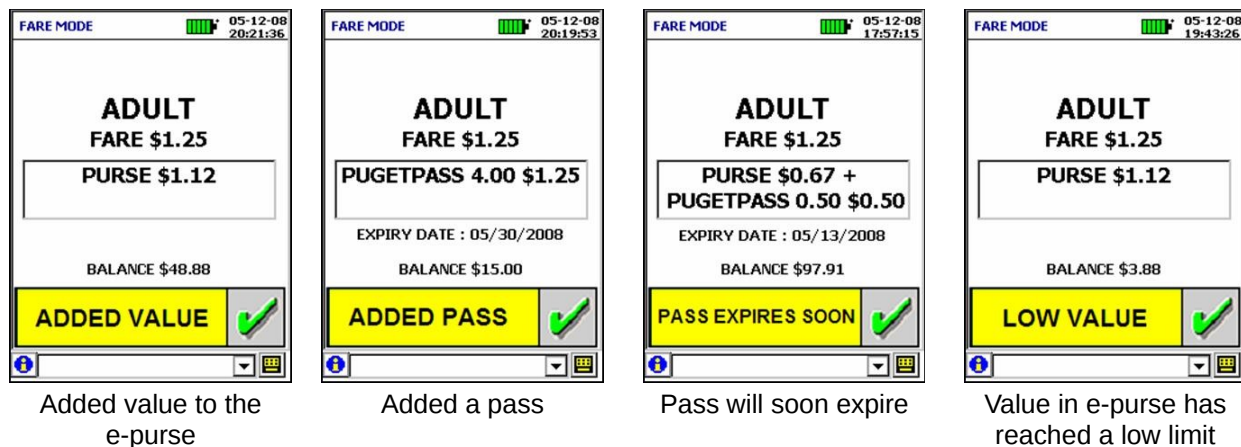 FARE MODE
05-12-08
20:21:36
ADULT
FARE $1.25
PURSE $1.12
BALANCE $48.88
ADDED VALUE
Added value to the
e-purse
FARE MODE
05-12-08
20:19:53
ADULT
FARE $1.25
PUGETPASS 4.00 $1.25
EXPIRY DATE : 05/30/2008
BALANCE $15.00
ADDED PASS
Added a pass
FARE MODE
05-12-08
17:57:15
ADULT
FARE $1.25
PURSE $0.67 +
PUGETPASS 0.50 $0.50
EXPIRY DATE : 05/13/2008
BALANCE $97.91
PASS EXPIRES SOON
Pass will soon expire
FARE MODE
05-12-08
19:43:26
ADULT
FARE $1.25
PURSE $1.12
BALANCE $3.88
LOW VALUE
Value in e-purse has
reached a low limit